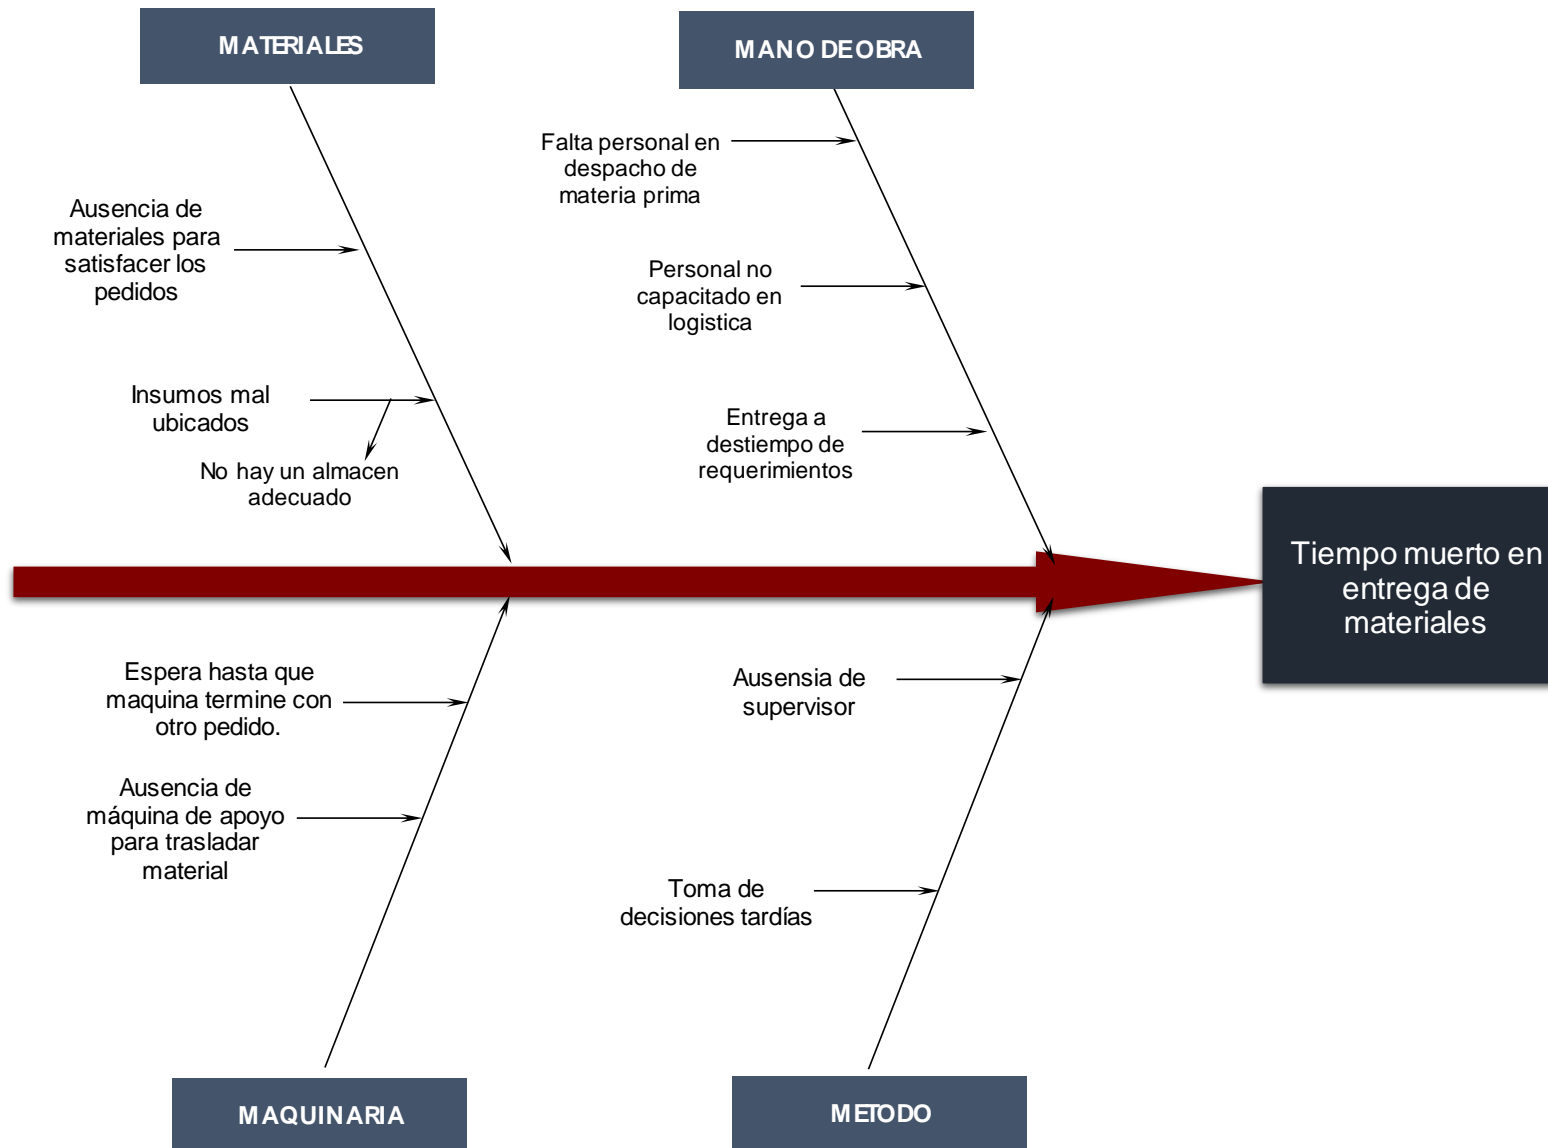 MATERIALES
MANO DE OBRA
Falta personal en
despacho de
materia prima
Ausencia de
materiales para
satisfacer los
pedidos
Personal no
capacitado en
logistica
Insumos mal
ubicados
No hay un almacen
adecuado
Entrega a
destiempo de
requerimientos
Tiempo muerto en
entrega de
materiales
Espera hasta que
maquina termine con
otro pedido.
Ausencia de
máquina de apoyo
para trasladar
material
Ausensia de
supervisor
Toma de
decisiones tardías
MAQUINARIA
METODO